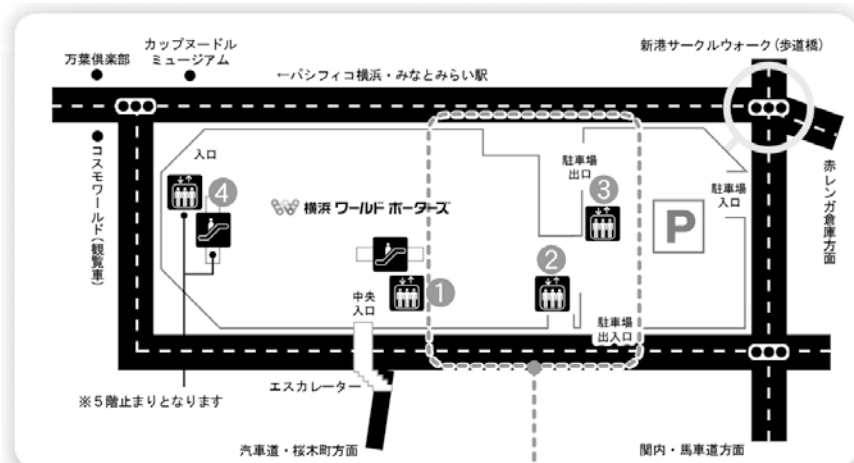 万葉倶楽部
カップヌードル
ミュージアム
←パシフィコ横浜・みなとみらい駅
新港サークルウォーク(歩道橋)
コスモワールド(観覧車)
入口
4
横浜 ワールド ポーターズ
駐車場
出口
3
P
駐車場
入口
赤レンガ倉庫方面
2
1
中央
入口
駐車場
出入口
エスカレーター
※5階止まりとなります
汽車道・桜木町方面
関内・馬車道方面